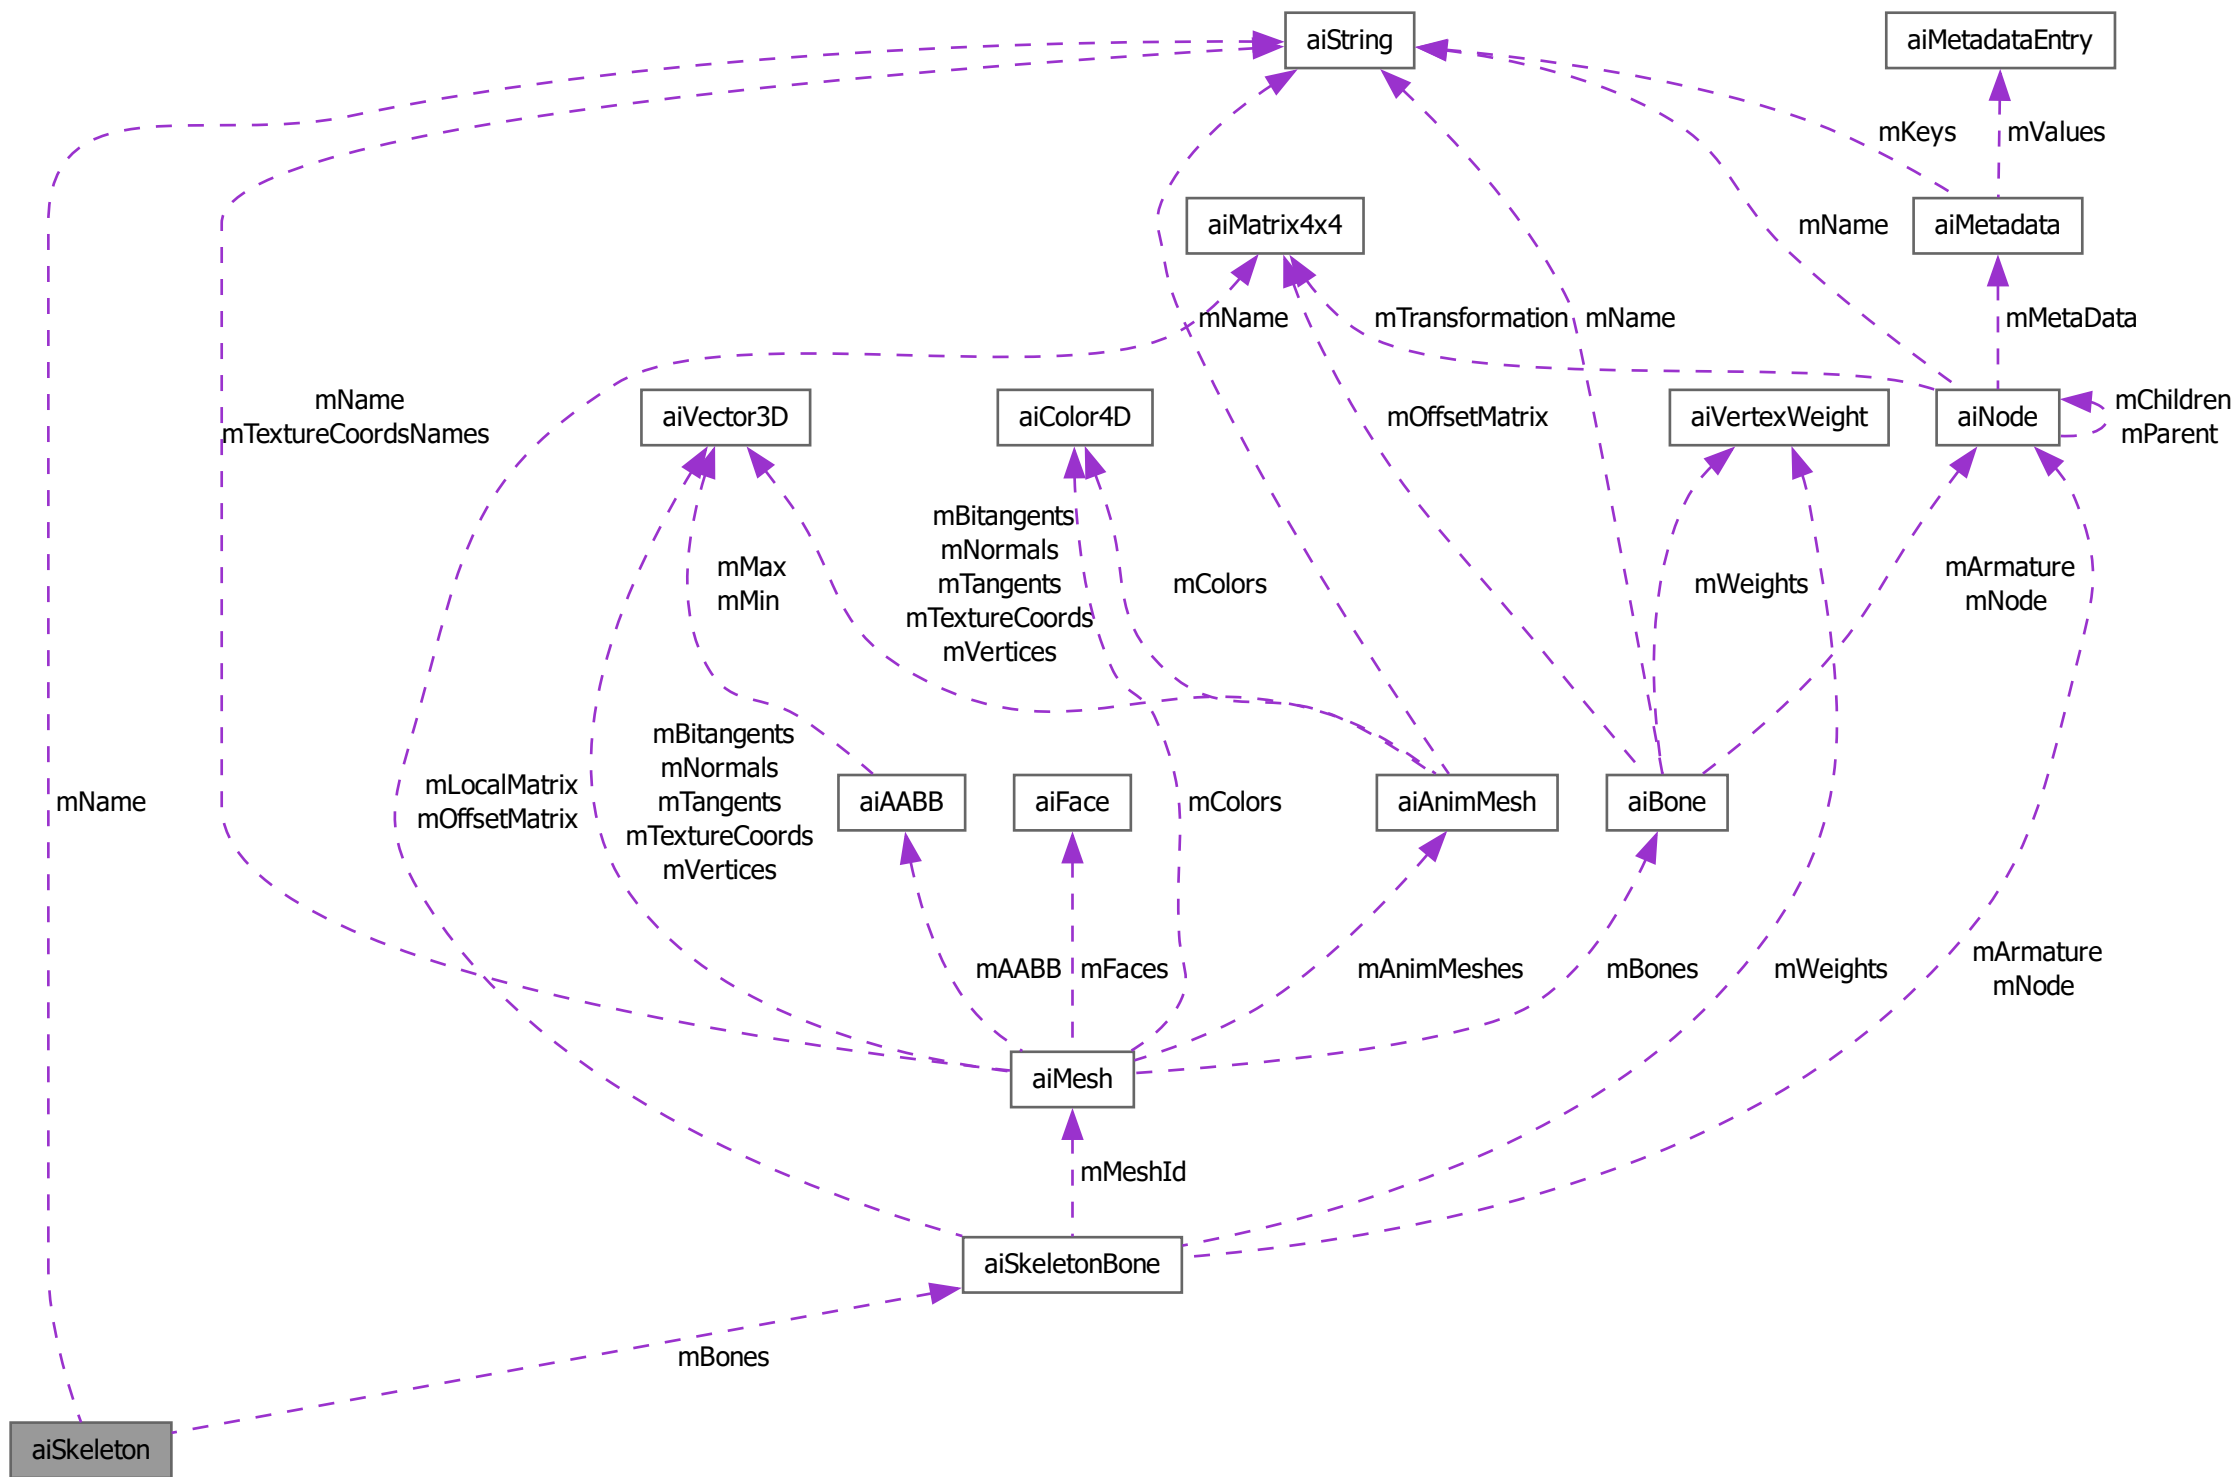 aiString
aiMetadataEntry
mKeys
mValues
aiMatrix4x4
mName
aiMetadata
mName
mTransformation
mName
mMetaData
mName
mTextureCoordsNames
aiVector3D
aiColor4D
mOffsetMatrix
aiVertexWeight
aiNode
mChildren
mParent
mMax
mMin
mBitangents
mNormals
mTangents
mTextureCoords
mVertices
mColors
mWeights
mArmature
mNode
mName
mLocalMatrix
mOffsetMatrix
mBitangents
mNormals
mTangents
mTextureCoords
mVertices
aiAABB
aiFace
mColors
aiAnimMesh
aiBone
mAABB
mFaces
mAnimMeshes
mBones
mWeights
mArmature
mNode
aiMesh
mMeshId
aiSkeletonBone
mBones
aiSkeleton